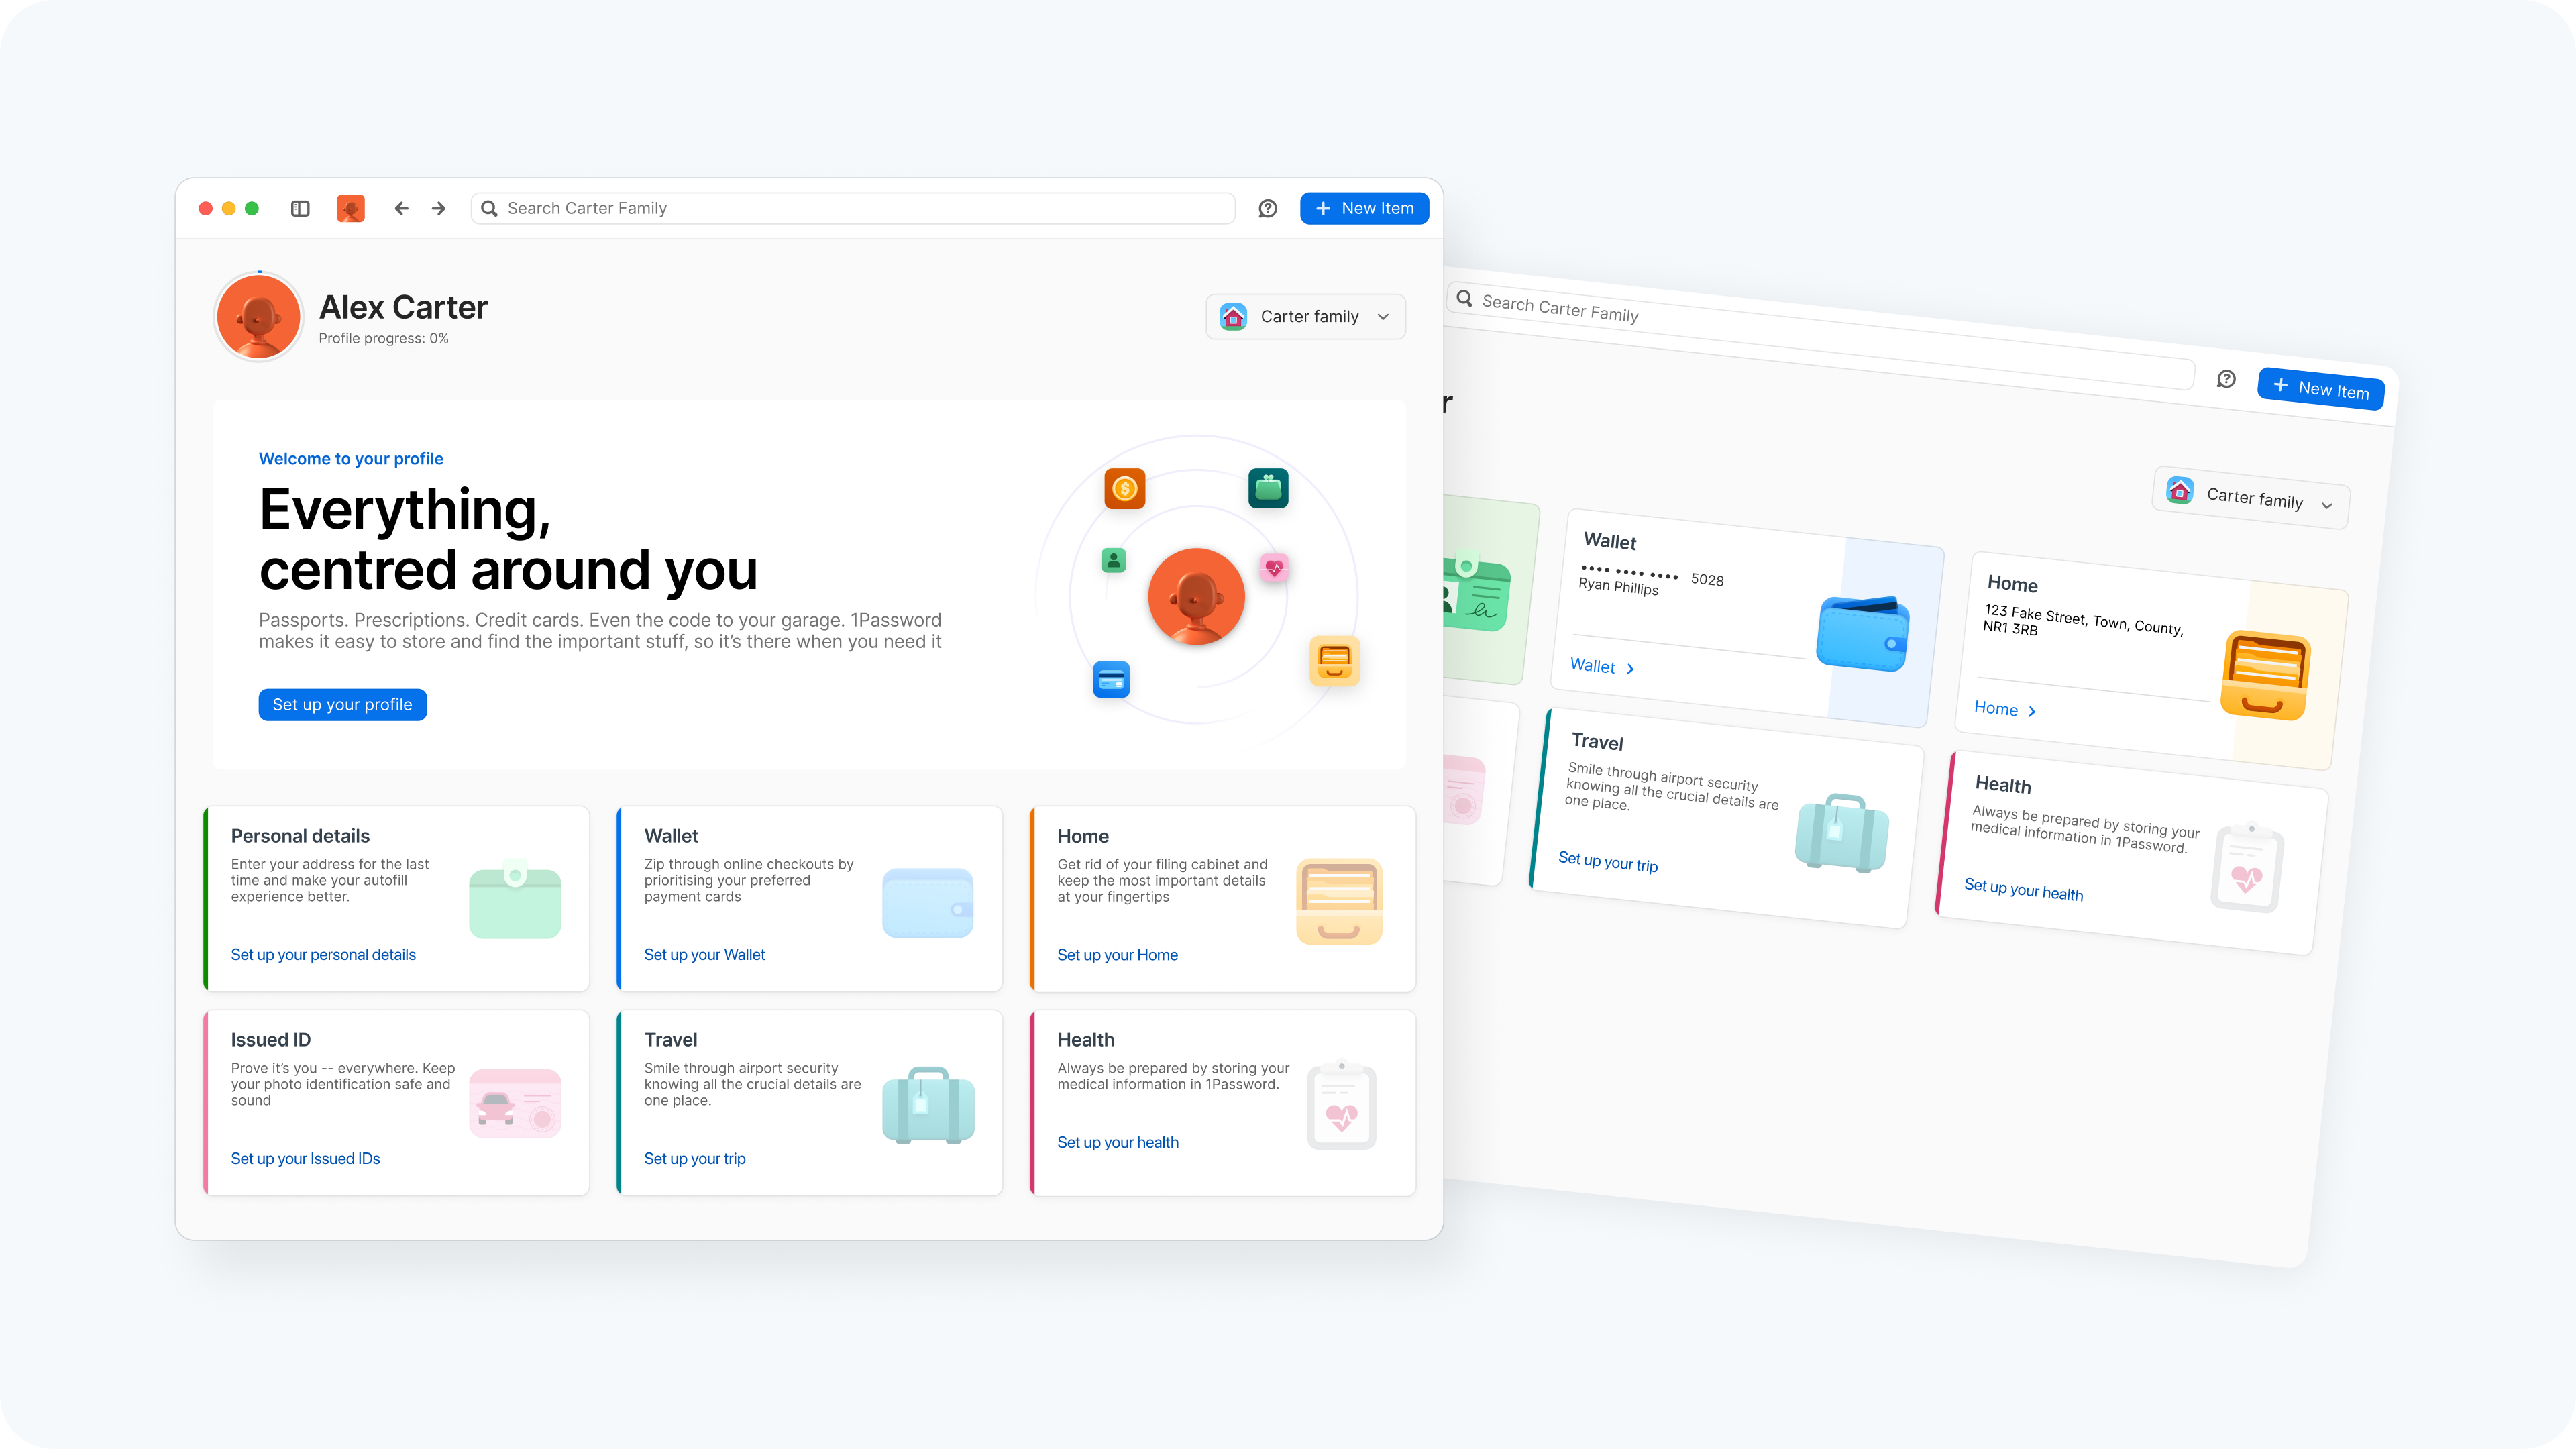 Search Carter Family
New Item
Alex Carter
Profile progress: 0%
Carter family
Welcome to your profile
Everything,
centred around you
Passports. Prescriptions. Credit cards. Even the code to your garage. 1Password
makes it easy to store and find the important stuff, so it's there when you need it
Set up your profile
Personal details
Enter your address for the last
time and make your autofill
experience better.
Set up your personal details
Wallet
Zip through online checkouts by
prioritising your preferred
payment cards
Set up your Wallet
Home
Get rid of your filing cabinet and
keep the most important details
at your fingertips
Set up your Home
Issued ID
Prove it's you -- everywhere. Keep
your photo identification safe and
sound
Set up your Issued IDs
Travel
Smile through airport security
knowing all the crucial details are
one place.
Set up your trip
Health
Always be prepared by storing your
medical information in 1Password.
Set up your health
Search Carter Family
New Item
r
Carter family
Wallet
•••• •••• •••• 5028
Ryan Phillips
Wallet
Home
123 Fake Street, Town, County,
NR1 3RB
Home
Travel
Smile through airport security
knowing all the crucial details are
one place.
Set up your trip
Health
Always be prepared by storing your
medical information in 1Password.
Set up your health